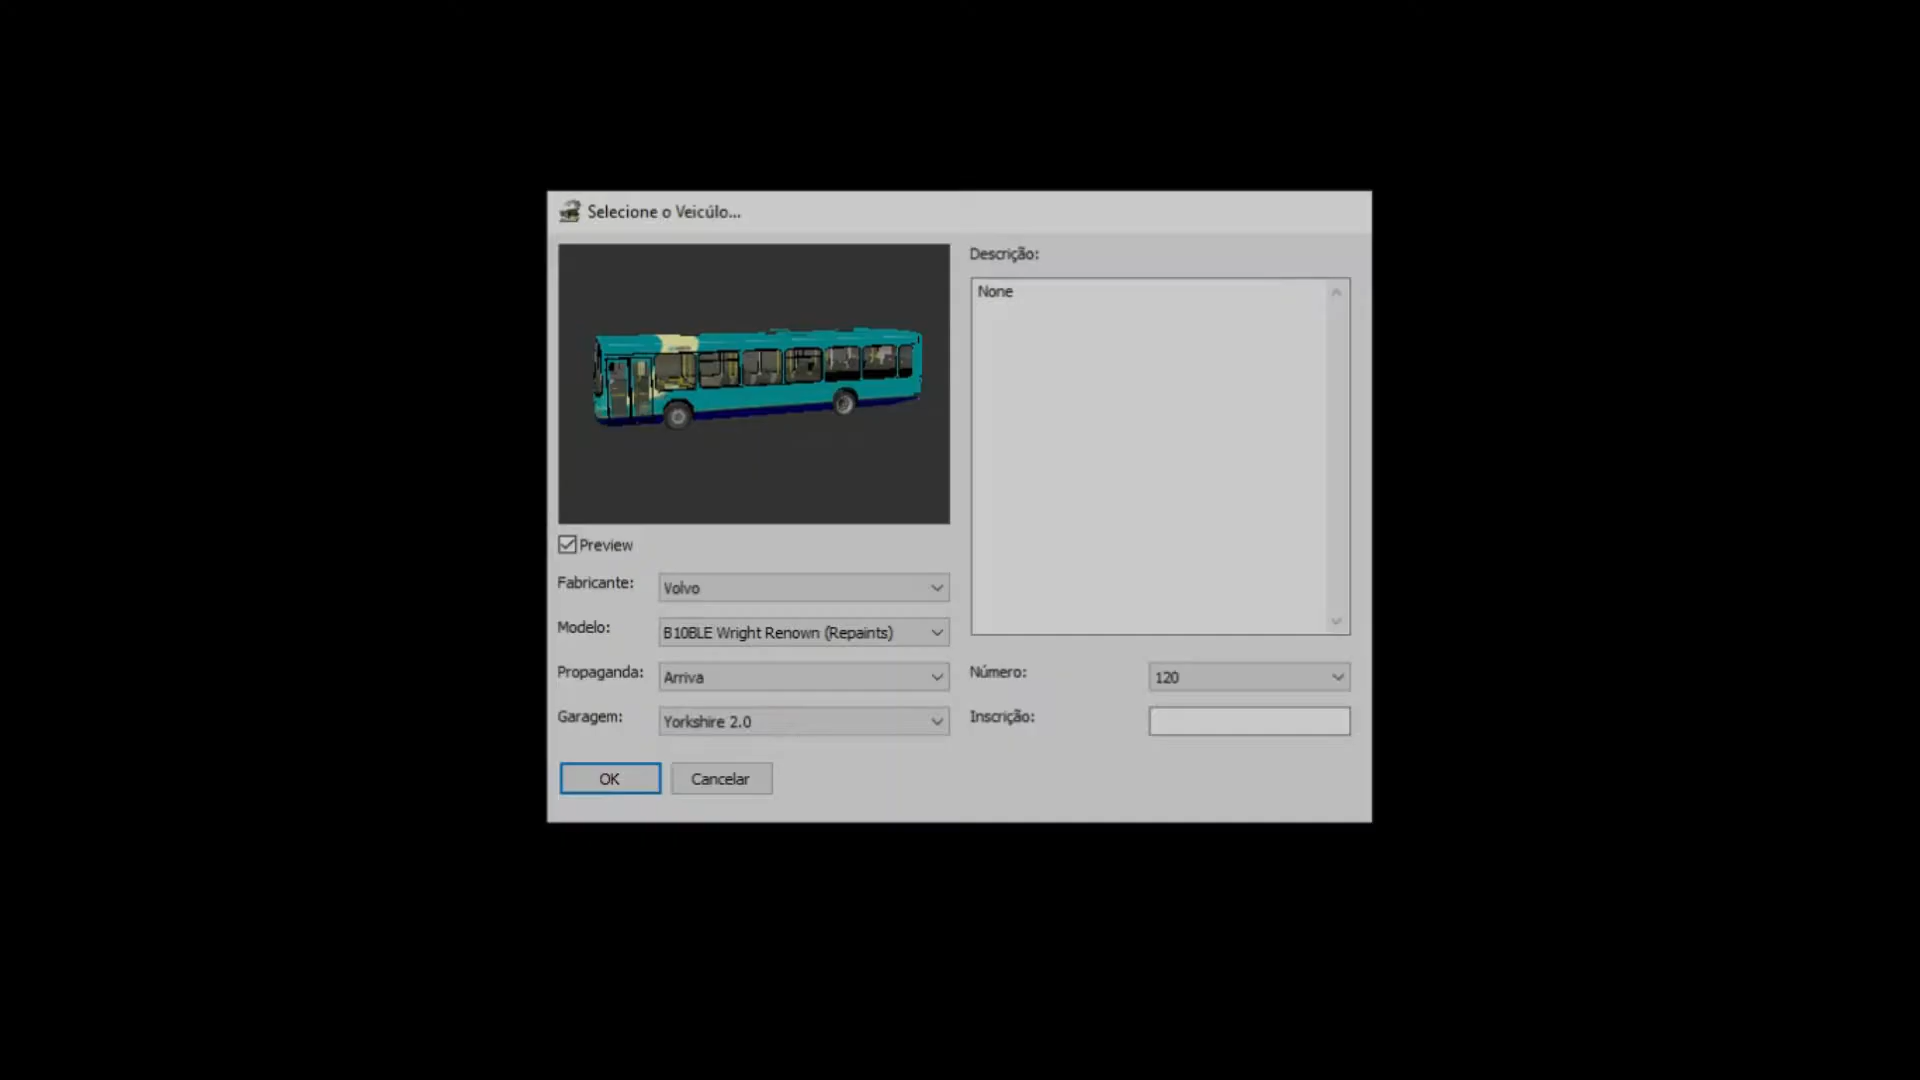 Selecione o Veicúlo...
Descrição:
None
Preview
Fabricante:
Volvo
Modelo:
B10BLE Wright Renown (Repaints)
Propaganda:
Arriva
Número:
120
Garagem:
Yorkshire 2.0
Inscrição:
OK
Cancelar